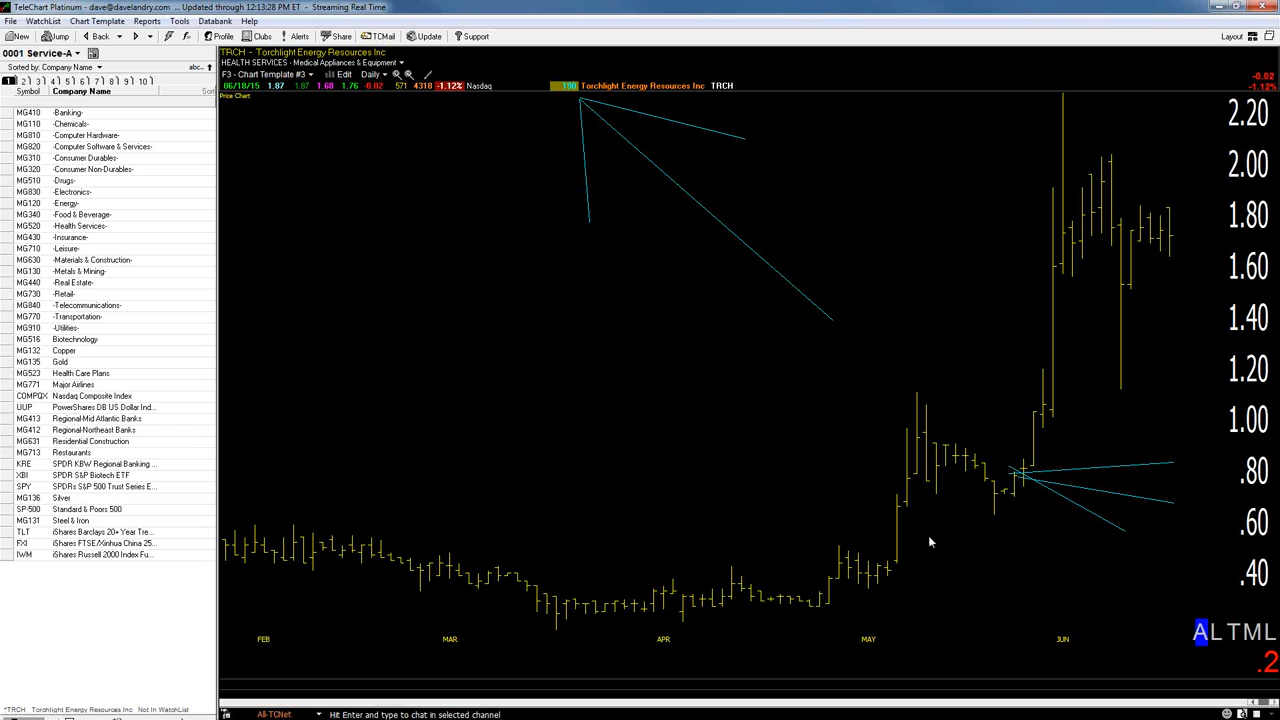 TeleChart Platinum - dave@davelandry.com ... Updated through 12:13:28 PM ET - Streaming Real Time
File WatchList Chart Template Reports Tools Databank Help
New Jump Back Profile Clubs Alerts Share TCMail Update Support Layout
0001 Service-A
TRCH - Torchlight Energy Resources Inc
Sorted by: Company Name abc..
HEALTH SERVICES - Medical Appliances & Equipment
F3 - Chart Template #3 Edit Daily
-0.02
1 2 3 4 5 6 7 8 9 10
06/18/15 1.87 1.87 1.68 1.76 -0.02 571 4318 -1.12% Nasdaq 190 Torchlight Energy Resources Inc TRCH
-1.12%
Symbol Company Name Sort
Price Chart
MG410 -Banking-
MG110 -Chemicals-
MG810 -Computer Hardware-
MG820 -Computer Software & Services-
MG310 -Consumer Durables-
MG320 -Consumer Non-Durables-
MG510 -Drugs-
MG830 -Electronics-
MG120 -Energy-
MG340 -Food & Beverage-
MG520 -Health Services-
MG430 -Insurance-
MG710 -Leisure-
MG630 -Materials & Construction-
MG130 -Metals & Mining-
MG440 -Real Estate-
MG730 -Retail-
MG840 -Telecommunications-
MG770 -Transportation-
MG910 -Utilities-
MG516 Biotechnology
MG132 Copper
MG135 Gold
MG523 Health Care Plans
MG771 Major Airlines
COMPQX Nasdaq Composite Index
UUP PowerShares DB US Dollar Ind...
MG413 Regional-Mid Atlantic Banks
MG412 Regional-Northeast Banks
MG631 Residential Construction
MG713 Restaurants
KRE SPDR KBW Regional Banking ...
XBI SPDR S&P Biotech ETF
SPY SPDRs S&P 500 Trust Series E...
MG136 Silver
SP-500 Standard & Poors 500
MG131 Steel & Iron
TLT iShares Barclays 20+ Year Tre...
FXI iShares FTSE/Xinhua China 25...
IWM iShares Russell 2000 Index Fu...
2.20
2.00
1.80
1.60
1.40
1.20
1.00
.80
.60
.40
ALTML
FEB MAR APR MAY JUN
.2
*TRCH Torchlight Energy Resources Inc Not In WatchList
All-TCNet Hit Enter and type to chat in selected channel